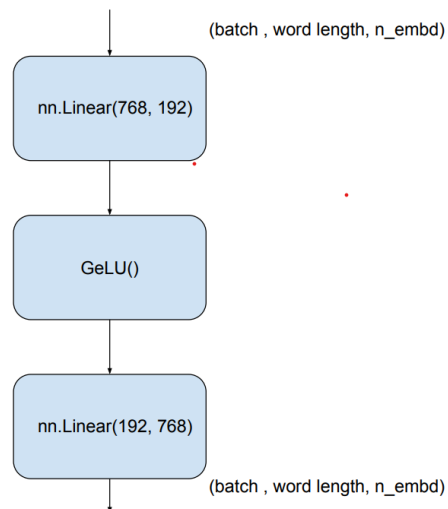 (batch , word length, n_embd)
nn.Linear(768, 192)
GeLU()
nn.Linear(192, 768)
(batch , word length, n_embd)